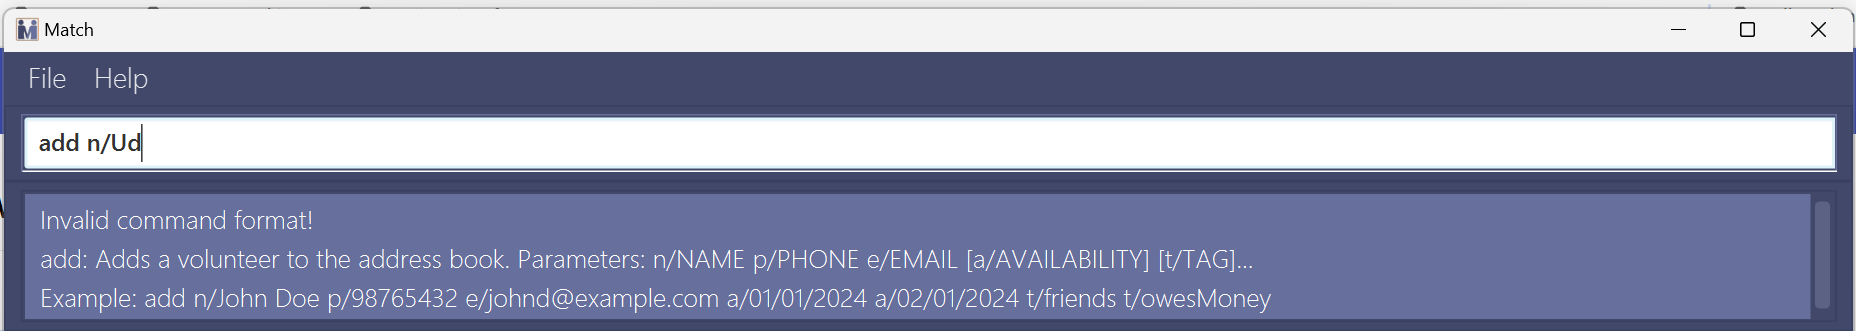 Match
File Help
add n/Ud
Invalid command format!
add: Adds a volunteer to the address book. Parameters: n/NAME p/PHONE e/EMAIL [a/AVAILABILITY] [t/TAG]...
Example: add n/John Doe p/98765432 e/johnd@example.com a/01/01/2024 a/02/01/2024 t/friends t/owesMoney